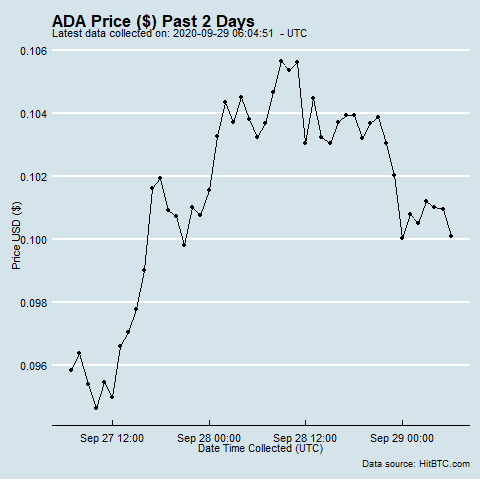 ADA Price ($) Past 2 Days
Latest data collected on: 2020-09-29 06:04:51 - UTC
0.106
0.104
0.102
0.100
0.098
0.096
Price USD ($)
Sep 27 12:00 Sep 28 00:00 Sep 28 12:00 Sep 29 00:00
Date Time Collected (UTC)
Data source: HitBTC.com